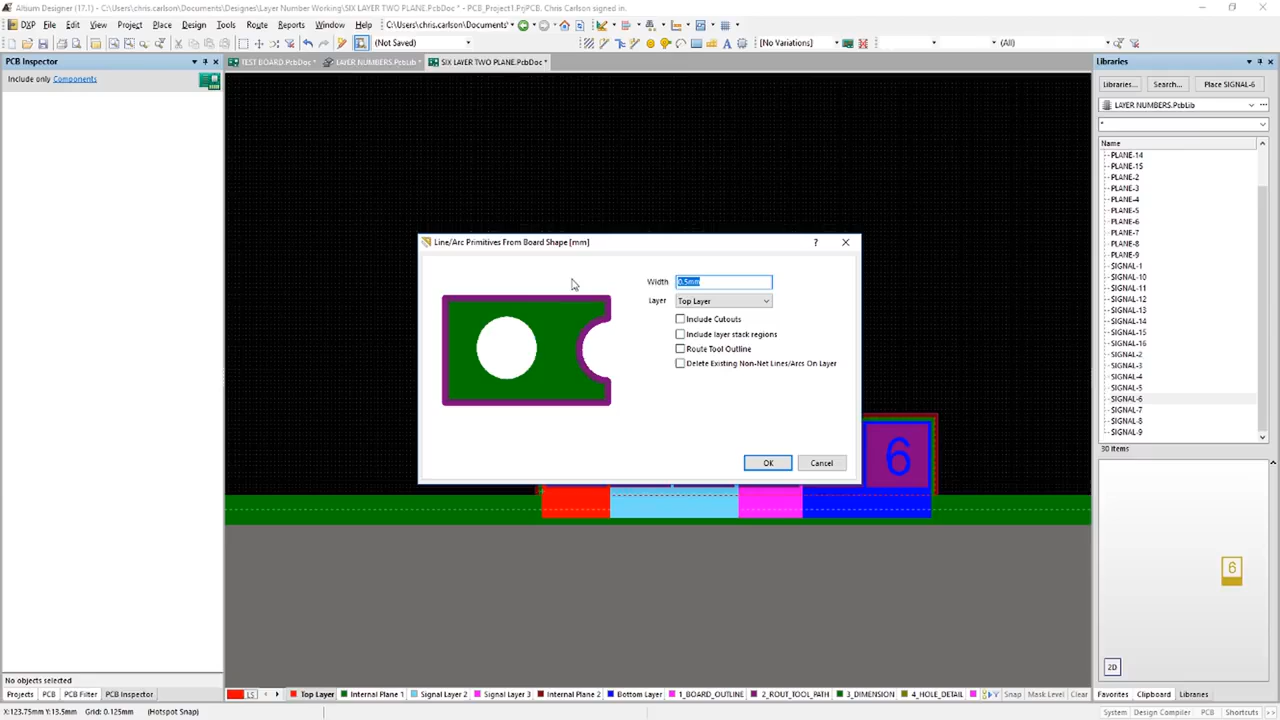 Altium Designer (17.1) - C:\Users\chris.carlson\Documents\Designes\Layer Number Working\SIX LAYER TWO PLANE.PcbDoc * - PCB_Project1.PrjPCB. Chris Carlson signed in.
DXP File Edit View Project Place Design Tools Route Reports Window Help C:\Users\chris.carlson\Documents\
(Not Saved) [No Variations] (All)
PCB Inspector TEST BOARD.PcbDoc * LAYER NUMBERS.PcbLib * SIX LAYER TWO PLANE.PcbDoc * Libraries
Include only Components
Libraries... Search... Place SIGNAL-6
LAYER NUMBERS.PcbLib
*
Name
PLANE-14
PLANE-15
PLANE-2
PLANE-3
PLANE-4
PLANE-5
PLANE-6
PLANE-7
PLANE-8
PLANE-9
SIGNAL-1
SIGNAL-10
SIGNAL-11
SIGNAL-12
SIGNAL-13
SIGNAL-14
SIGNAL-15
SIGNAL-16
SIGNAL-2
SIGNAL-3
SIGNAL-4
SIGNAL-5
SIGNAL-6
SIGNAL-7
SIGNAL-8
SIGNAL-9
30 items
Line/Arc Primitives From Board Shape [mm] ?
Width 0.5mm
Layer Top Layer
Include Cutouts
Include layer stack regions
Route Tool Outline
Delete Existing Non-Net Lines/Arcs On Layer
OK Cancel
6
6
2D
No objects selected
Projects PCB PCB Filter PCB Inspector LS Top Layer Internal Plane 1 Signal Layer 2 Signal Layer 3 Internal Plane 2 Bottom Layer 1_BOARD_OUTLINE 2_ROUT_TOOL_PATH 3_DIMENSION 4_HOLE_DETAIL Snap Mask Level Clear Favorites Clipboard Libraries
X:123.75mm Y:13.5mm Grid: 0.125mm (Hotspot Snap) System Design Compiler PCB Shortcuts >>